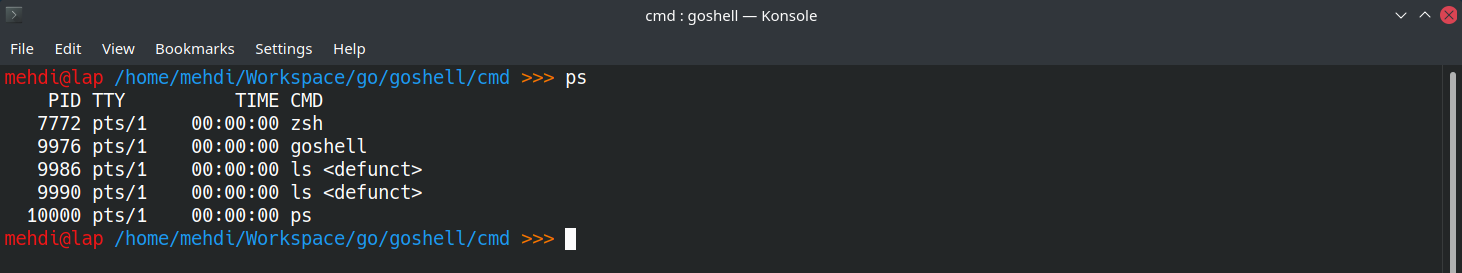 cmd : goshell — Konsole
File Edit View Bookmarks Settings Help
mehdi@lap /home/mehdi/Workspace/go/goshell/cmd >>> ps
    PID TTY          TIME CMD
   7772 pts/1    00:00:00 zsh
   9976 pts/1    00:00:00 goshell
   9986 pts/1    00:00:00 ls <defunct>
   9990 pts/1    00:00:00 ls <defunct>
  10000 pts/1    00:00:00 ps
mehdi@lap /home/mehdi/Workspace/go/goshell/cmd >>>